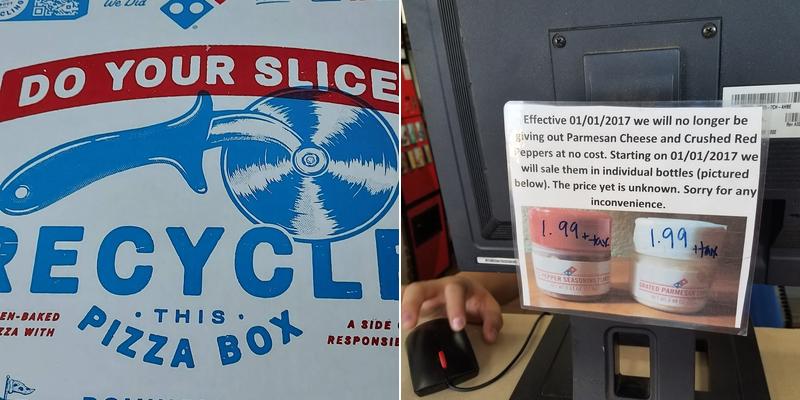 We Did
DO YOUR SLICE
RECYCLE
· THIS ·
PIZZA BOX
EN-BAKED
ZZA WITH
A SIDE
RESPONSI
Effective 01/01/2017 we will no longer be
giving out Parmesan Cheese and Crushed Red
Peppers at no cost. Starting on 01/01/2017 we
will sale them in individual bottles (pictured
below). The price yet is unknown. Sorry for any
inconvenience.
1.99 + tax
1.99 + tax
PEPPER SEASONING
GRATED PARMESAN